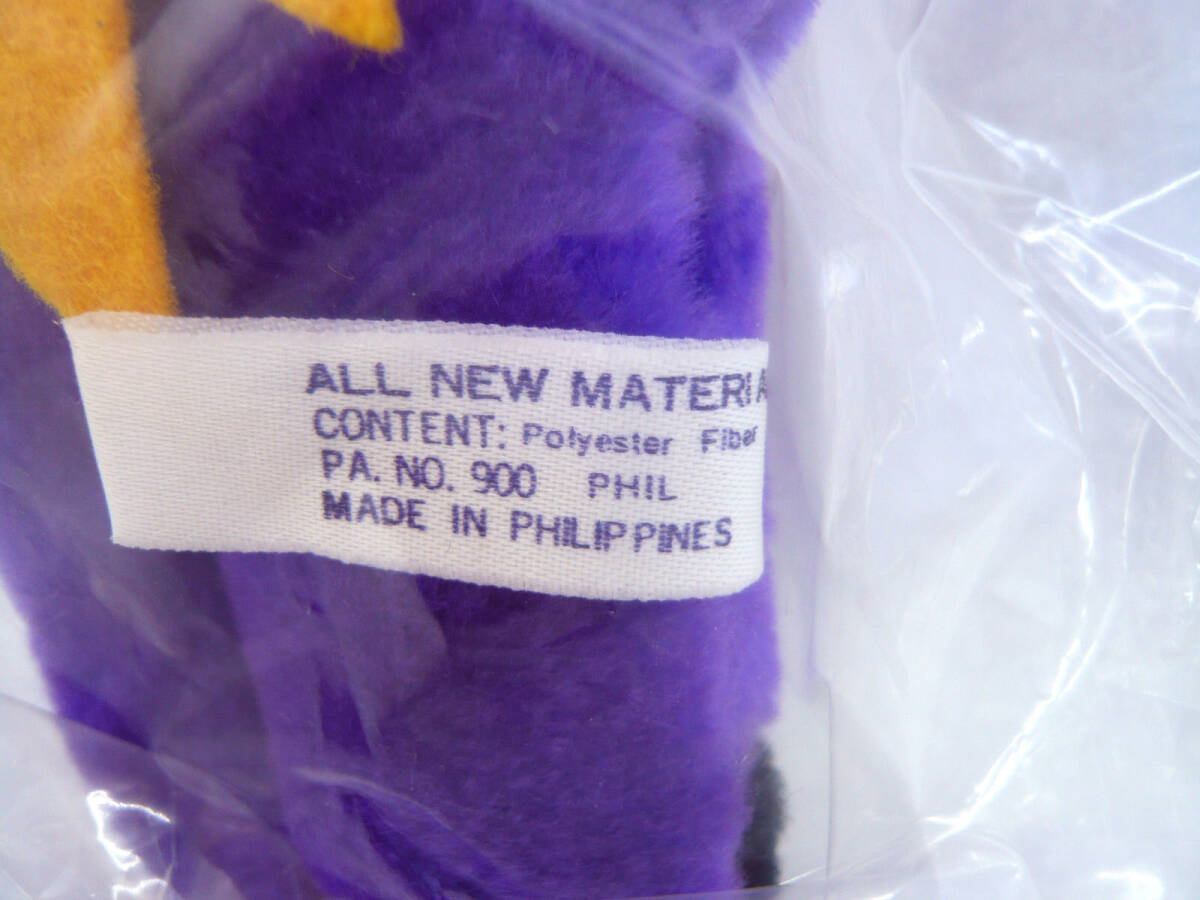 ALL NEW MATERIA
CONTENT: Polyester Fiber
PA. NO. 900 PHIL
MADE IN PHILIPPINES